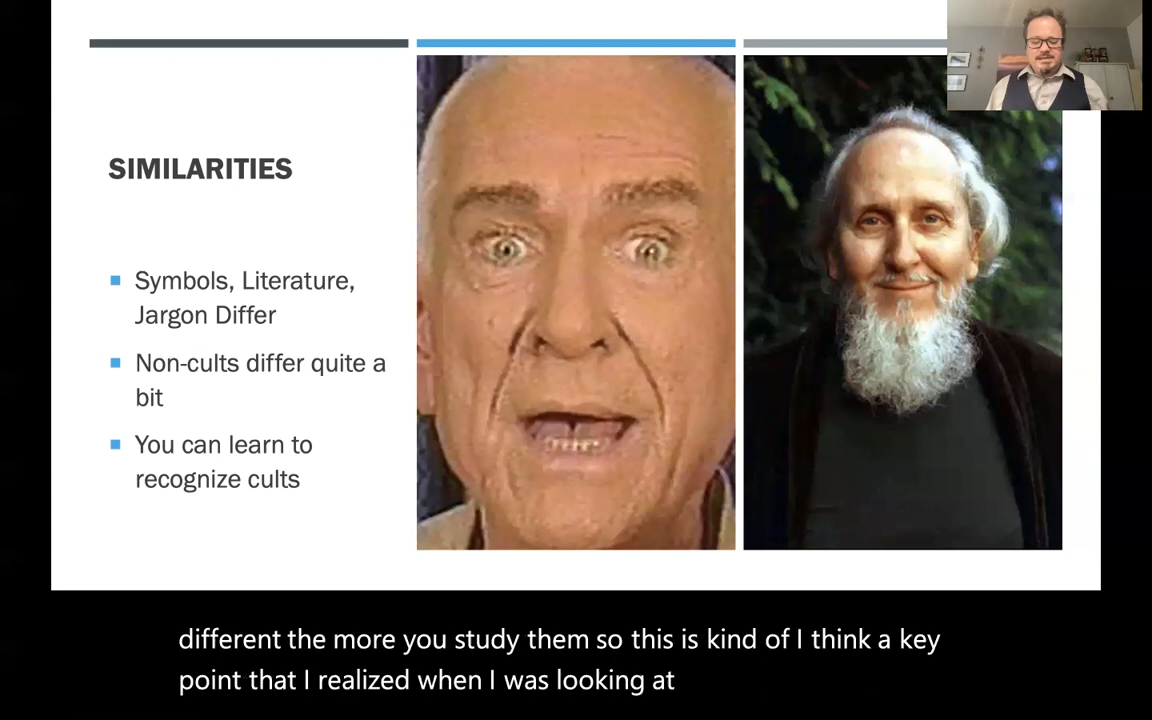 SIMILARITIES
Symbols, Literature,
Jargon Differ
Non-cults differ quite a
bit
You can learn to
recognize cults
different the more you study them so this is kind of I think a key
point that I realized when I was looking at